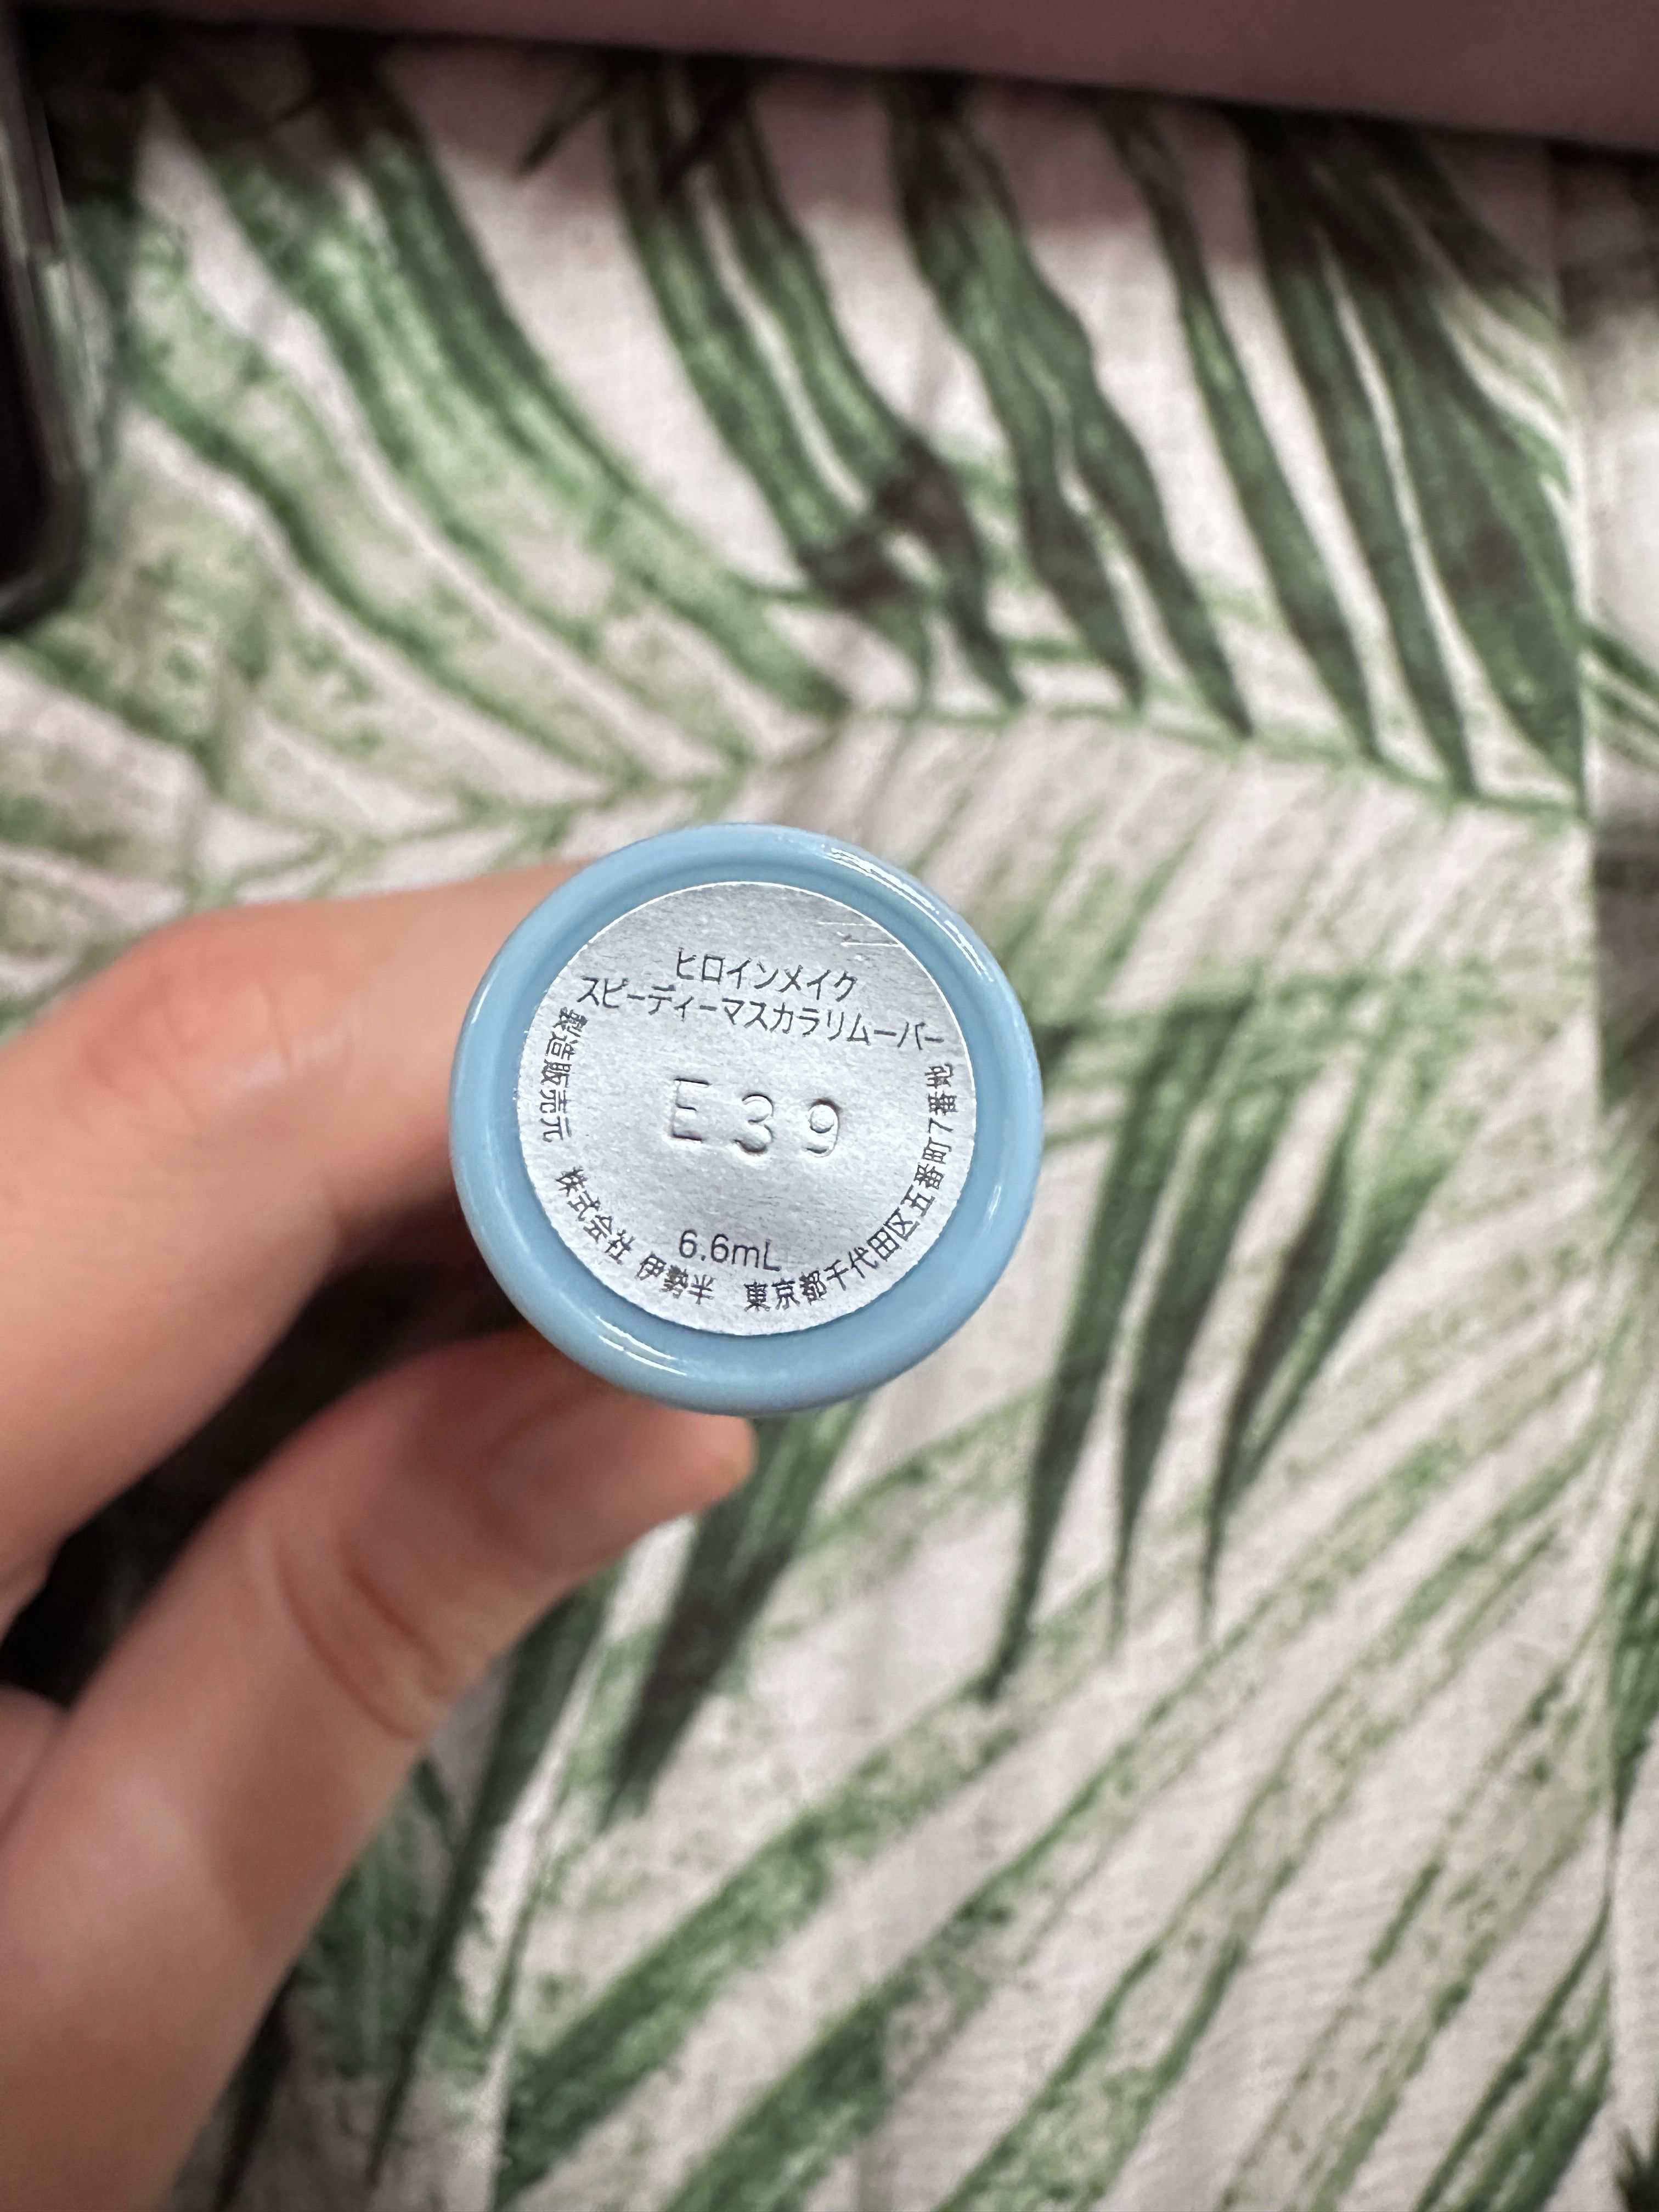 ヒロインメイク
スピーディーマスカラリムーバー
E39
6.6mL
製造販売元 株式会社 伊勢半 東京都千代田区五番町7番地